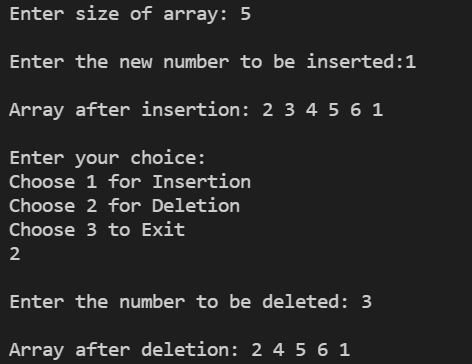 Enter size of array: 5
Enter the new number to be inserted:1
Array after insertion: 2 3 4 5 6 1
Enter your choice:
Choose 1 for Insertion
Choose 2 for Deletion
Choose 3 to Exit
2
Enter the number to be deleted: 3
Array after deletion: 2 4 5 6 1